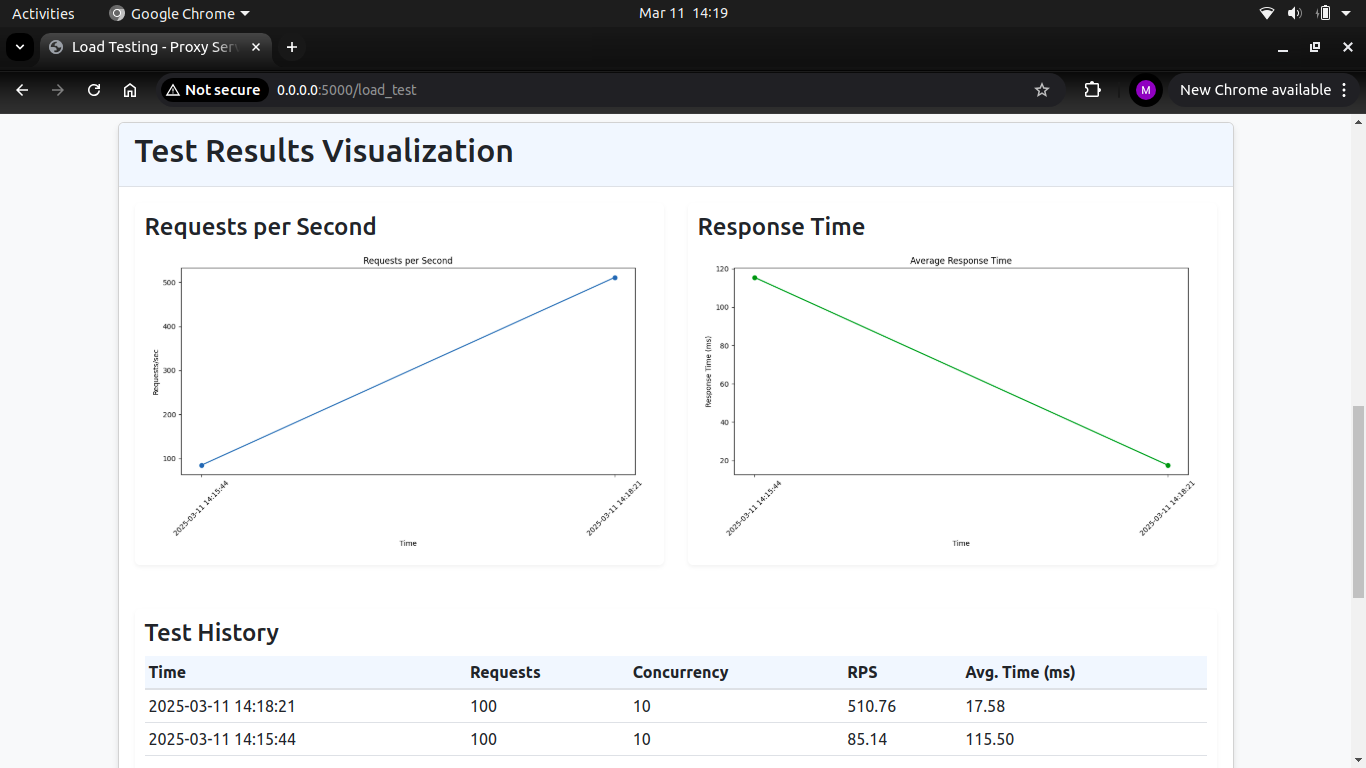 Activities
Google Chrome
Mar 11 14:19
Load Testing - Proxy Ser
Not secure
0.0.0.0:5000/load_test
M
New Chrome available
Test Results Visualization
Requests per Second
Requests per Second
500
400
300
200
100
Requests/sec
2025-03-11 14:15:44
2025-03-11 14:18:21
Time
Response Time
Average Response Time
120
100
80
60
40
20
Response Time (ms)
2025-03-11 14:15:44
2025-03-11 14:18:21
Time
Test History
Time Requests Concurrency RPS Avg. Time (ms)
2025-03-11 14:18:21 100 10 510.76 17.58
2025-03-11 14:15:44 100 10 85.14 115.50